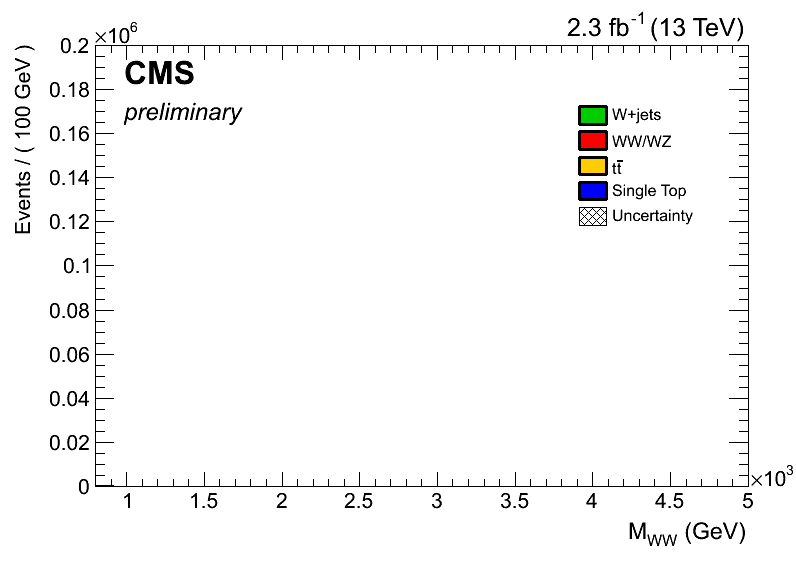 2.3 fb⁻¹ (13 TeV)
×10⁶
CMS
preliminary
Events / ( 100 GeV )
0.2
0.18
0.16
0.14
0.12
0.1
0.08
0.06
0.04
0.02
0
W+jets
WW/WZ
tt̄
Single Top
Uncertainty
1 1.5 2 2.5 3 3.5 4 4.5 5
×10³
M_WW (GeV)